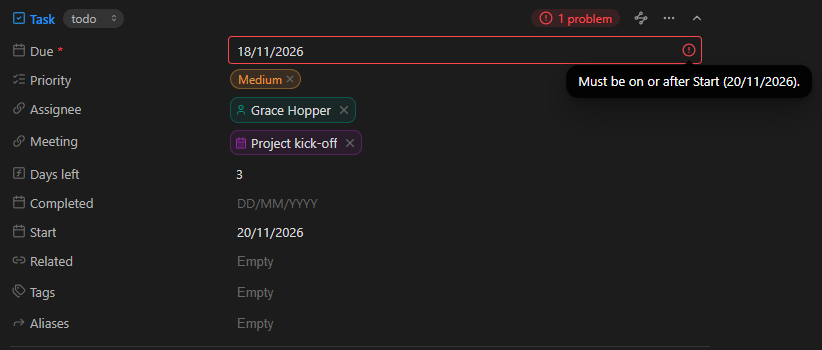 Task todo 1 problem
Due * 18/11/2026
Must be on or after Start (20/11/2026).
Priority Medium
Assignee Grace Hopper
Meeting Project kick-off
Days left 3
Completed DD/MM/YYYY
Start 20/11/2026
Related Empty
Tags Empty
Aliases Empty